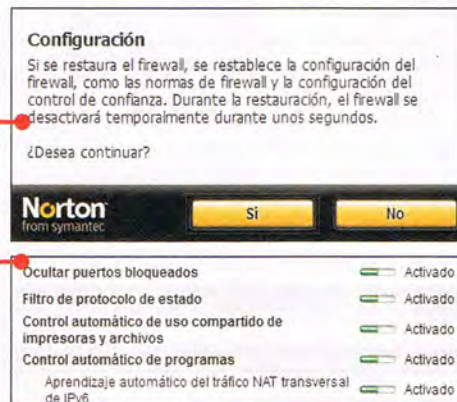 Configuración
Si se restaura el firewall, se restablece la configuración del
firewall, como las normas de firewall y la configuración del
control de confianza. Durante la restauración, el firewall se
desactivará temporalmente durante unos segundos.
¿Desea continuar?
Norton
from symantec
Si
No
Ocultar puertos bloqueados
Activado
Filtro de protocolo de estado
Activado
Control automático de uso compartido de
impresoras y archivos
Activado
Control automático de programas
Activado
Aprendizaje automático del tráfico NAT transversal
de IPv6
Activado